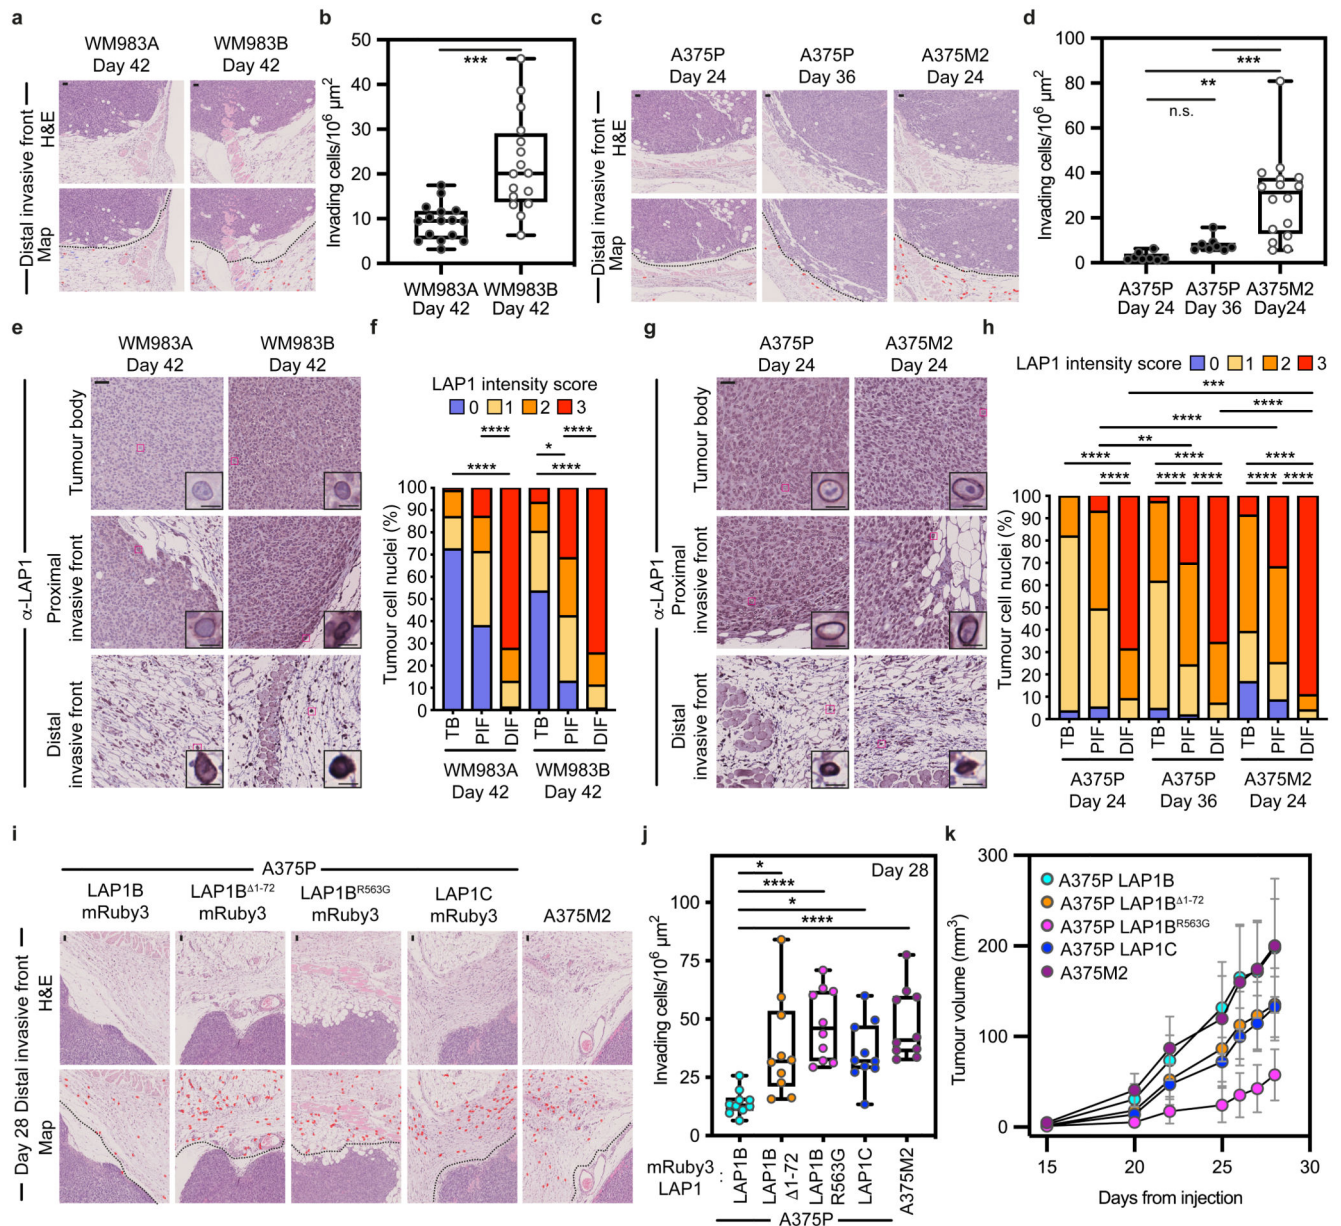 a
WM983A
Day 42
WM983B
Day 42
Distal invasive front
H&E
Map
b
Invading cells/10⁶ µm²
50
40
30
20
10
0
***
WM983A
Day 42
WM983B
Day 42
c
A375P
Day 24
A375P
Day 36
A375M2
Day 24
Distal invasive front
H&E
Map
d
Invading cells/10⁶ µm²
100
80
60
40
20
0
***
**
n.s.
A375P
Day 24
A375P
Day 36
A375M2
Day24
e
WM983A
Day 42
WM983B
Day 42
α-LAP1
Tumour body
Proximal
invasive front
Distal
invasive front
f
LAP1 intensity score
0 1 2 3
****
****
*
****
****
Tumour cell nuclei (%)
100
90
80
70
60
50
40
30
20
10
0
TB PIF DIF TB PIF DIF
WM983A
Day 42
WM983B
Day 42
g
A375P
Day 24
A375M2
Day 24
α-LAP1
Tumour body
Proximal
invasive front
Distal
invasive front
h
LAP1 intensity score 0 1 2 3
***
****
****
**
**** **** ****
**** **** **** **** ****
Tumour cell nuclei (%)
100
90
80
70
60
50
40
30
20
10
0
TB PIF DIF TB PIF DIF TB PIF DIF
A375P
Day 24
A375P
Day 36
A375M2
Day 24
i
A375P
LAP1B
mRuby3
LAP1B^Δ1-72
mRuby3
LAP1B^R563G
mRuby3
LAP1C
mRuby3
A375M2
Day 28 Distal invasive front
H&E
Map
j
Day 28
*
****
*
****
Invading cells/10⁶ µm²
100
75
50
25
0
mRuby3
LAP1 :
LAP1B
LAP1B
Δ1-72
LAP1B
R563G
LAP1C
A375M2
A375P
k
Tumour volume (mm³)
300
200
100
0
A375P LAP1B
A375P LAP1B^Δ1-72
A375P LAP1B^R563G
A375P LAP1C
A375M2
15 20 25 30
Days from injection